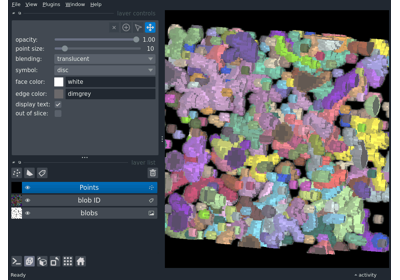 File View Plugins Window Help
layer controls
opacity: 1.00
point size: 10
blending: translucent
symbol: disc
face color: white
edge color: dimgrey
display text:
out of slice:
layer list
Points
blob ID
blobs
Ready
activity